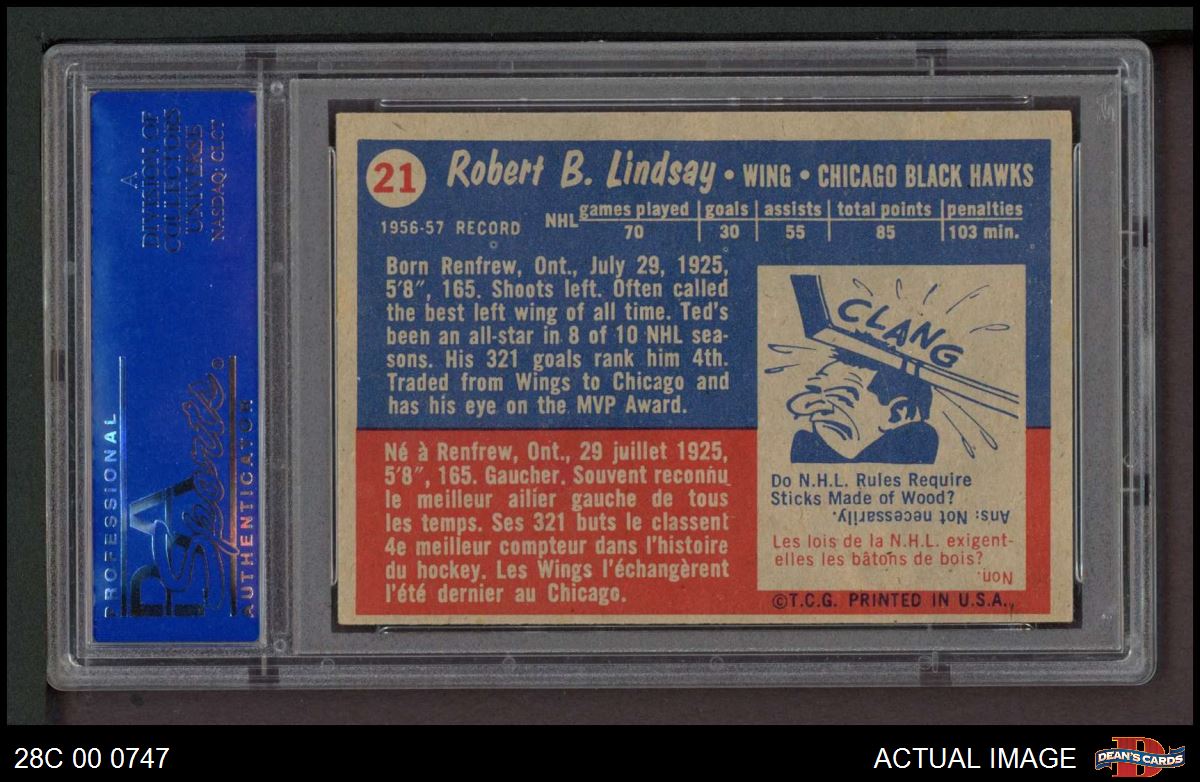 A
DIVISION OF
COLLECTORS
UNIVERSE
NASDAQ: CLCT
PROFESSIONAL
PSA
Sports
AUTHENTICATOR
21
Robert B. Lindsay • WING • CHICAGO BLACK HAWKS
1956-57 RECORD
NHL games played goals assists total points penalties
70 30 55 85 103 min.
Born Renfrew, Ont., July 29, 1925,
5'8", 165. Shoots left. Often called
the best left wing of all time. Ted's
been an all-star in 8 of 10 NHL sea-
sons. His 321 goals rank him 4th.
Traded from Wings to Chicago and
has his eye on the MVP Award.
Né à Renfrew, Ont., 29 juillet 1925,
5'8", 165. Gaucher. Souvent reconnu
le meilleur ailier gauche de tous
les temps. Ses 321 buts le classent
4e meilleur compteur dans l'histoire
du hockey. Les Wings l'échangèrent
l'été dernier au Chicago.
CLANG
Do N.H.L. Rules Require
Sticks Made of Wood?
Ans: Not necessarily.
Les lois de la N.H.L. exigent-
elles les bâtons de bois?
Non.
©T.C.G. PRINTED IN U.S.A.
28C 00 0747
ACTUAL IMAGE
DEAN'S CARDS